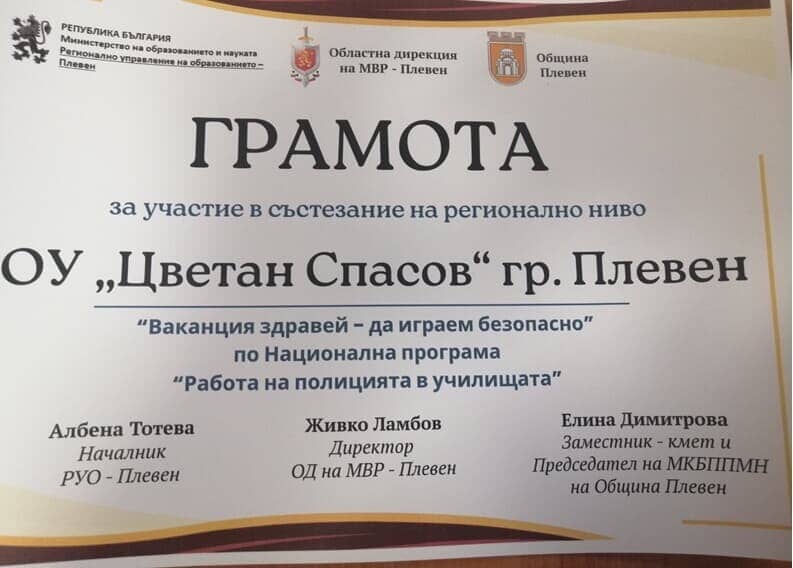 РЕПУБЛИКА БЪЛГАРИЯ
Министерство на образованието и науката
Регионално управление на образованието –
Плевен
Областна дирекция
на МВР - Плевен
Община
Плевен
ГРАМОТА
за участие в състезание на регионално ниво
ОУ „Цветан Спасов“ гр. Плевен
“Ваканция здравей – да играем безопасно”
по Национална програма
“Работа на полицията в училищата”
Албена Тотева
Началник
РУО - Плевен
Живко Ламбов
Директор
ОД на МВР - Плевен
Елина Димитрова
Заместник - кмет и
Председател на МКБППМН
на Община Плевен